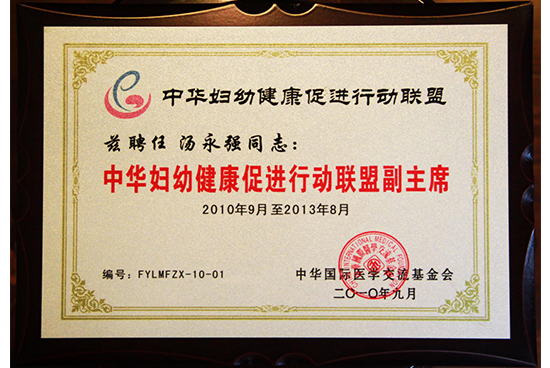 中华妇幼健康促进行动联盟
兹聘任 汤永强同志：
中华妇幼健康促进行动联盟副主席
2010年9月至2013年8月
编号：FYLMFZX-10-01
中华国际医学交流基金会
二〇一〇年九月